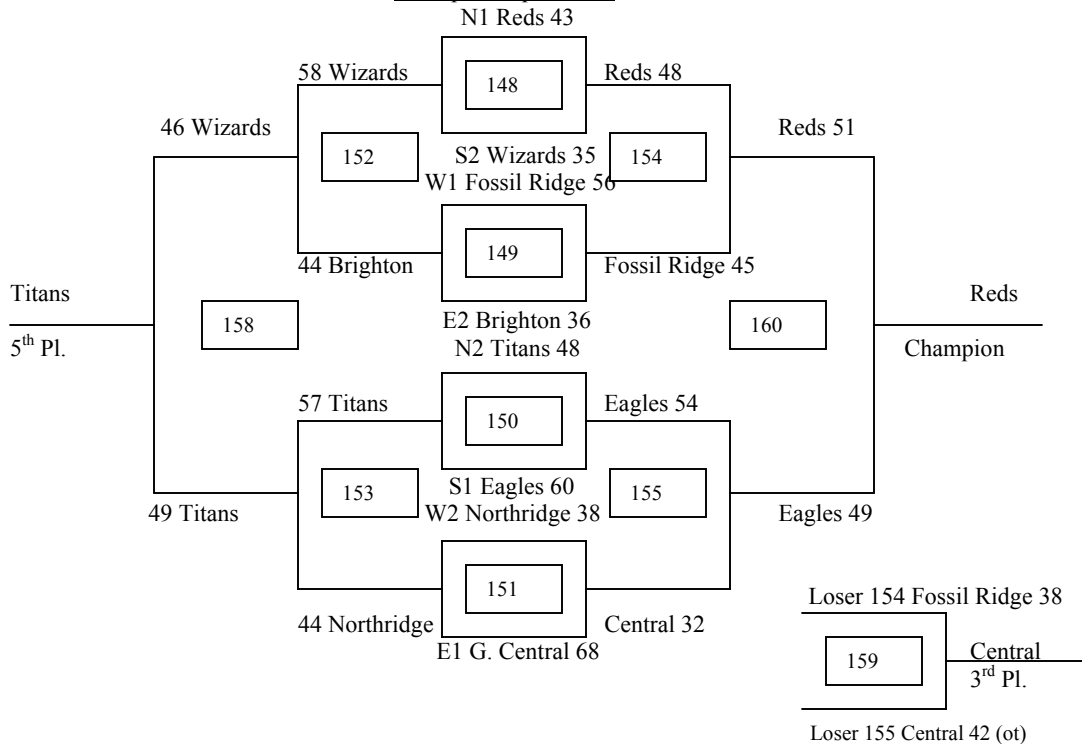 N1 Reds 43
58 Wizards
148
Reds 48
46 Wizards
Reds 51
152
S2 Wizards 35
154
W1 Fossil Ridge 56
44 Brighton
149
Fossil Ridge 45
Titans
5th Pl.
158
E2 Brighton 36
N2 Titans 48
160
Reds
Champion
57 Titans
150
Eagles 54
153
S1 Eagles 60
155
W2 Northridge 38
49 Titans
Eagles 49
44 Northridge
151
Central 32
E1 G. Central 68
Loser 154 Fossil Ridge 38
159
Central
3rd Pl.
Loser 155 Central 42 (ot)